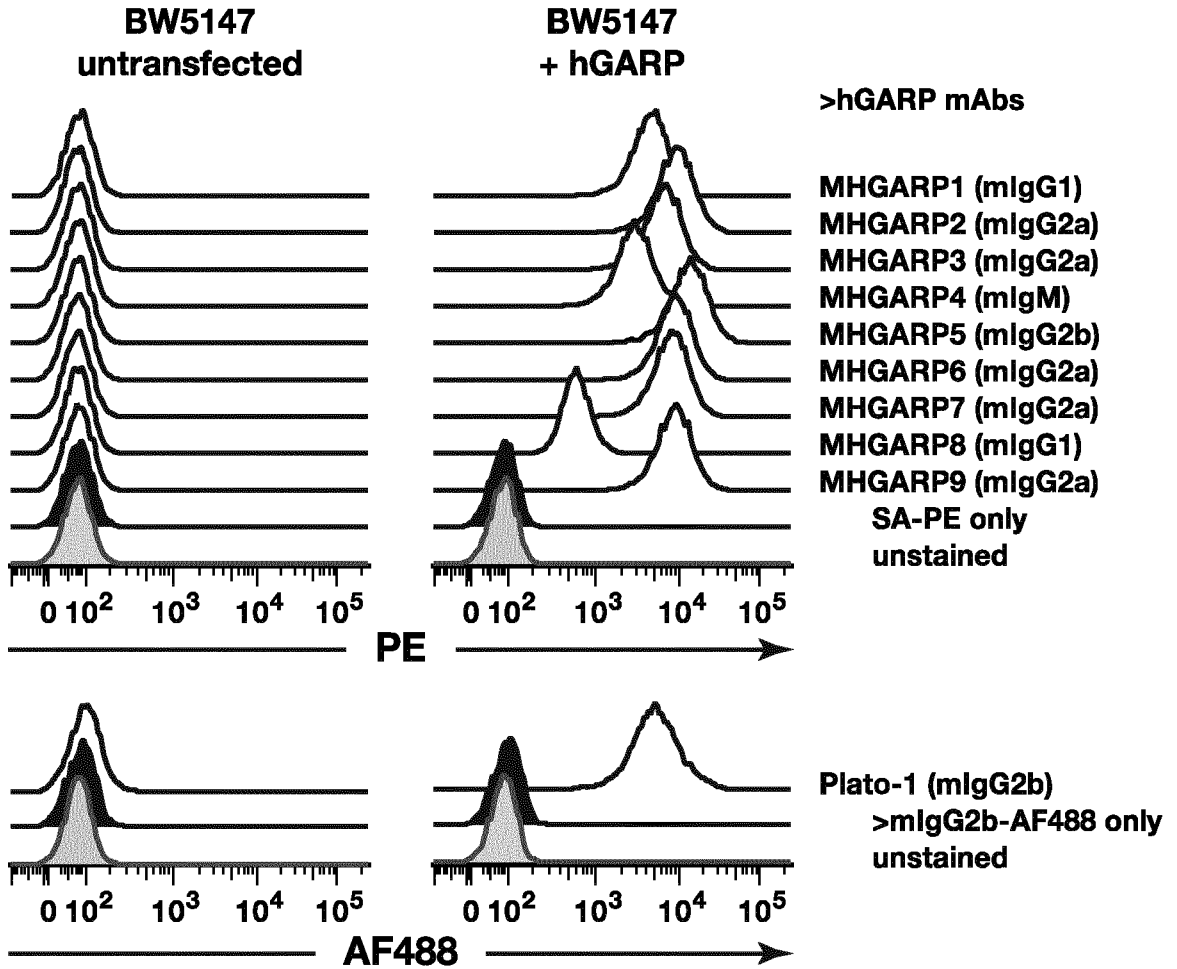 BW5147
untransfected
BW5147
+ hGARP
>hGARP mAbs
MHGARP1 (mIgG1)
MHGARP2 (mIgG2a)
MHGARP3 (mIgG2a)
MHGARP4 (mIgM)
MHGARP5 (mIgG2b)
MHGARP6 (mIgG2a)
MHGARP7 (mIgG2a)
MHGARP8 (mIgG1)
MHGARP9 (mIgG2a)
SA-PE only
unstained
0 10² 10³ 10⁴ 10⁵
0 10² 10³ 10⁴ 10⁵
PE
Plato-1 (mIgG2b)
>mIgG2b-AF488 only
unstained
0 10² 10³ 10⁴ 10⁵
0 10² 10³ 10⁴ 10⁵
AF488